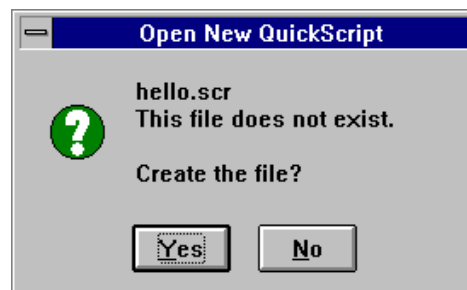 Open New QuickScript
hello.scr
This file does not exist.
Create the file?
Yes No